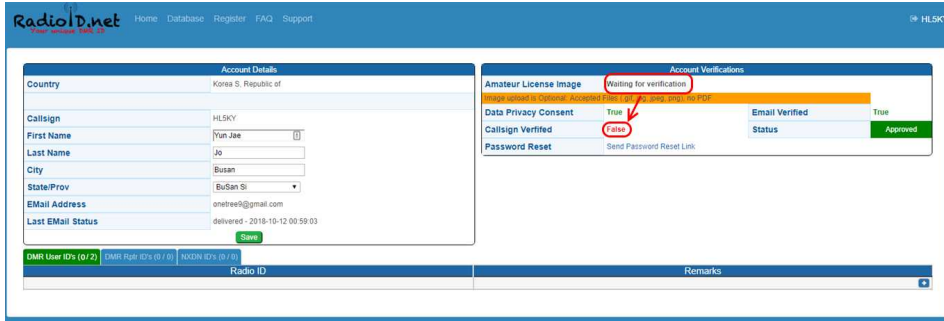 RadioID.net
Your unique DMR ID
Home Database Register FAQ Support
HL5KY
Account Details
Country Korea S. Republic of
Callsign HL5KY
First Name Yun Jae
Last Name Jo
City Busan
State/Prov BuSan Si
EMail Address onetree9@gmail.com
Last EMail Status delivered - 2018-10-12 00:59:03
Save
Account Verifications
Amateur License Image Waiting for verification
Image upload is Optional: Accepted Files (.gif, .jpg, .jpeg, .png), no PDF
Data Privacy Consent True Email Verified True
Callsign Verfifed False Status Approved
Password Reset Send Password Reset Link
DMR User ID's (0 / 2) DMR Rptr ID's (0 / 0) NXDN ID's (0 / 0)
Radio ID Remarks